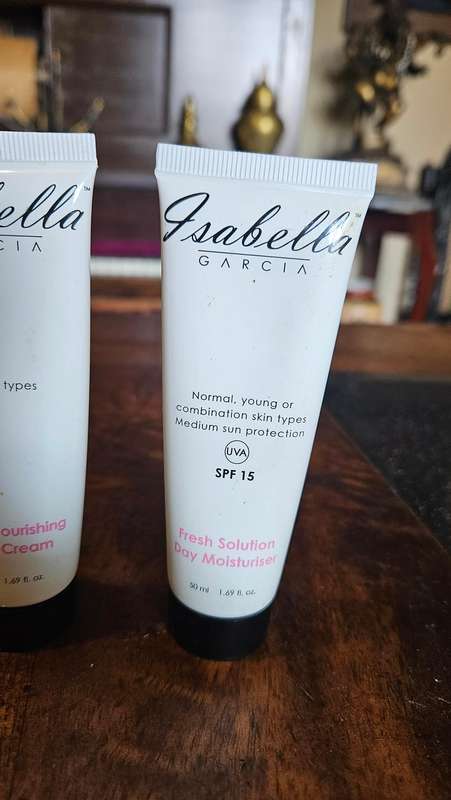 ella™
CIA
types
ourishing
Cream
1.69 fl. oz.
Isabella™
GARCIA
Normal, young or
combination skin types
Medium sun protection
UVA
SPF 15
Fresh Solution
Day Moisturiser
50 ml 1.69 fl. oz.